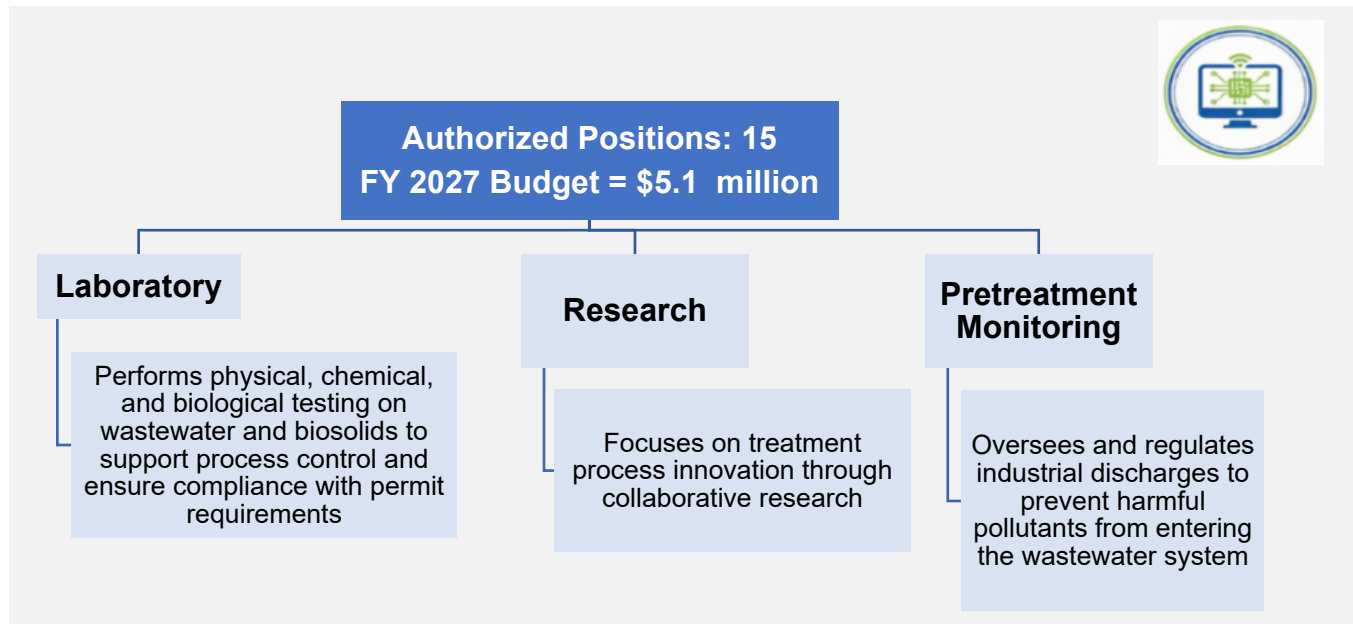 Authorized Positions: 15
FY 2027 Budget = $5.1 million
Laboratory
Performs physical, chemical,
and biological testing on
wastewater and biosolids to
support process control and
ensure compliance with permit
requirements
Research
Focuses on treatment
process innovation through
collaborative research
Pretreatment
Monitoring
Oversees and regulates
industrial discharges to
prevent harmful
pollutants from entering
the wastewater system